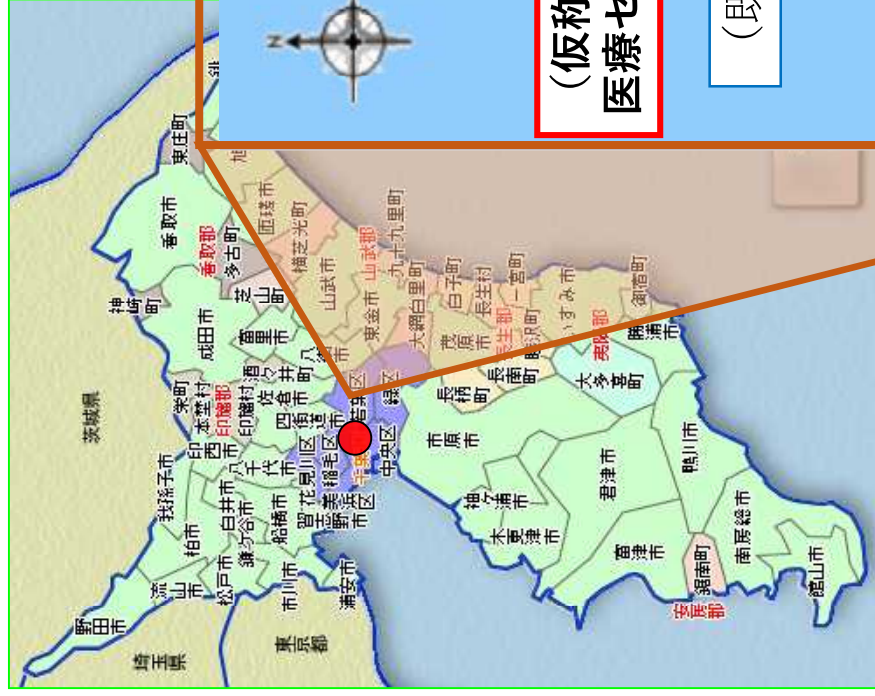 茨城県
埼玉県
東京都
野田市
流山市
松戸市
市川市
浦安市
柏市
我孫子市
白井市
鎌ケ谷市
船橋市
八千代市
印西市
本埜村
栄町
印旛郡
印旛村
佐倉市
酒々井町
四街道市
習志野市
花見川区
美浜区
稲毛区
中央区
緑区
成田市
富里市
神崎町
香取市
香取郡
東庄町
多古町
芝山町
匝瑳市
旭
銚
横芝光町
山武市
山武郡
東金市
九十九里町
大網白里町
白子町
茂原市
長生村
長生郡
一宮町
睦沢町
長南町
長柄町
いすみ市
夷隅郡
御宿町
勝浦市
大多喜町
市原市
袖ケ浦市
木更津市
君津市
富津市
鴨川市
鋸南町
安房郡
南房総市
館山市
N
(仮称
医療セ
(既